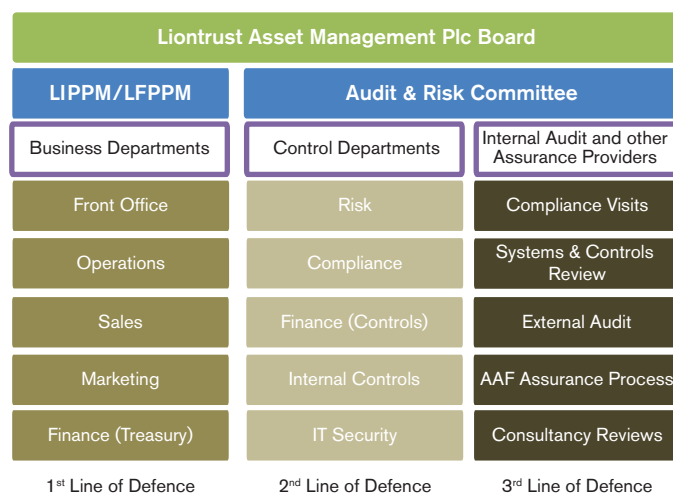 Liontrust Asset Management Plc Board
LIPPM/LFPPM
Audit & Risk Committee
Business Departments
Control Departments
Internal Audit and other
Assurance Providers
Front Office
Risk
Compliance Visits
Operations
Compliance
Systems & Controls
Review
Sales
Finance (Controls)
External Audit
Marketing
Internal Controls
AAF Assurance Process
Finance (Treasury)
IT Security
Consultancy Reviews
1st Line of Defence
2nd Line of Defence
3rd Line of Defence